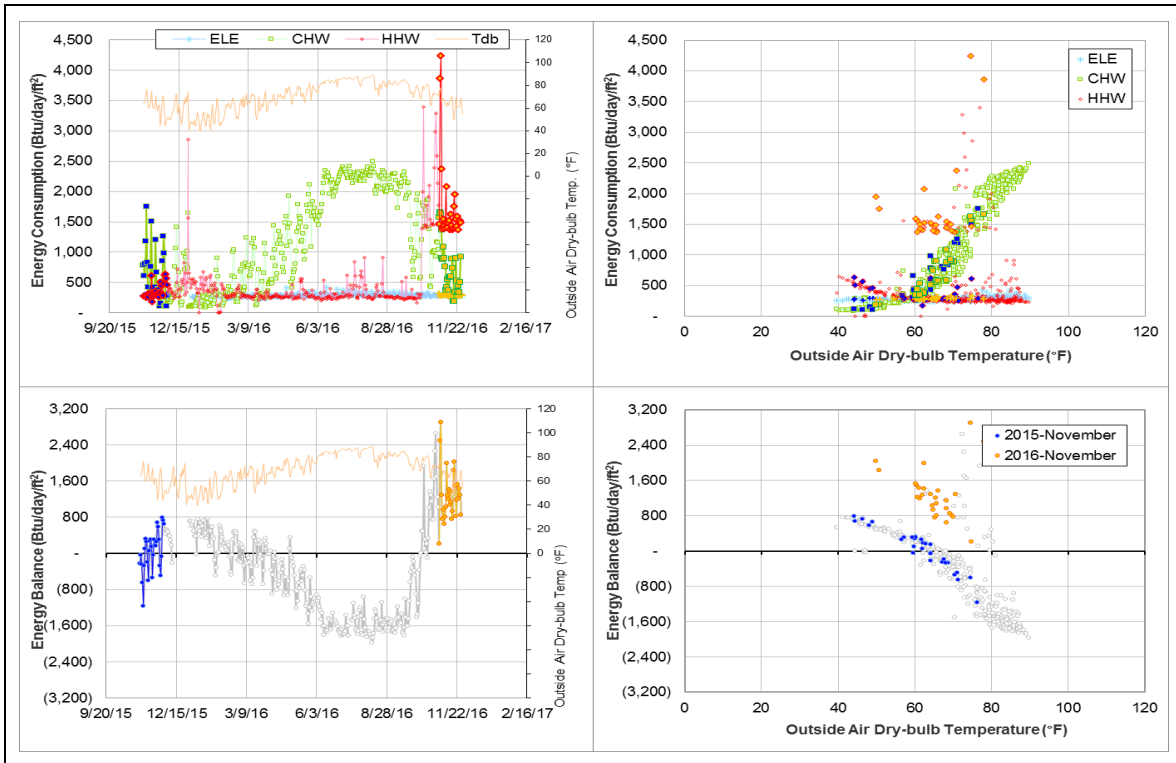 ELE CHW HHW Tdb
Energy Consumption (Btu/day/ft²)
4,500
4,000
3,500
3,000
2,500
2,000
1,500
1,000
500
-
120
100
80
60
40
20
0
Outside Air Dry-bulb Temp. (°F)
9/20/15 12/15/15 3/9/16 6/3/16 8/28/16 11/22/16 2/16/17
Energy Consumption (Btu/day/ft²)
4,500
4,000
3,500
3,000
2,500
2,000
1,500
1,000
500
-
ELE
CHW
HHW
0 20 40 60 80 100 120
Outside Air Dry-bulb Temperature (°F)
Energy Balance (Btu/day/ft²)
3,200
2,400
1,600
800
-
(800)
(1,600)
(2,400)
(3,200)
120
100
80
60
40
20
0
Outside Air Dry-bulb Temp (°F)
9/20/15 12/15/15 3/9/16 6/3/16 8/28/16 11/22/16 2/16/17
Energy Balance (Btu/day/ft²)
3,200
2,400
1,600
800
-
(800)
(1,600)
(2,400)
(3,200)
2015-November
2016-November
0 20 40 60 80 100 120
Outside Air Dry-bulb Temperature (°F)